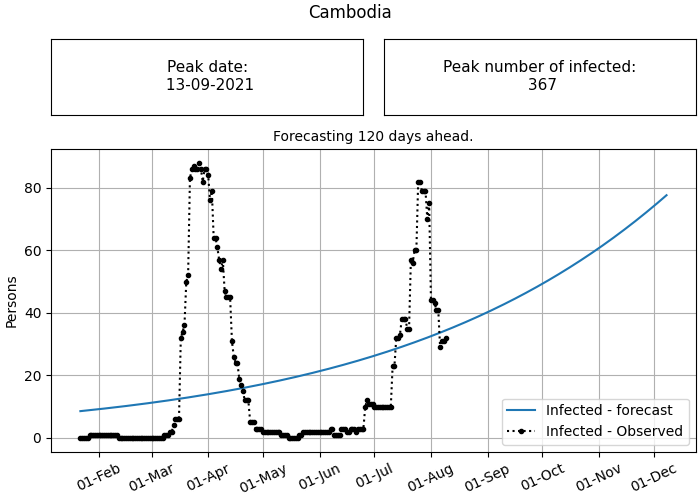 Cambodia
Peak date:
13-09-2021
Peak number of infected:
367
Forecasting 120 days ahead.
Persons
80
60
40
20
0
Infected - forecast
Infected - Observed
01-Feb
01-Mar
01-Apr
01-May
01-Jun
01-Jul
01-Aug
01-Sep
01-Oct
01-Nov
01-Dec